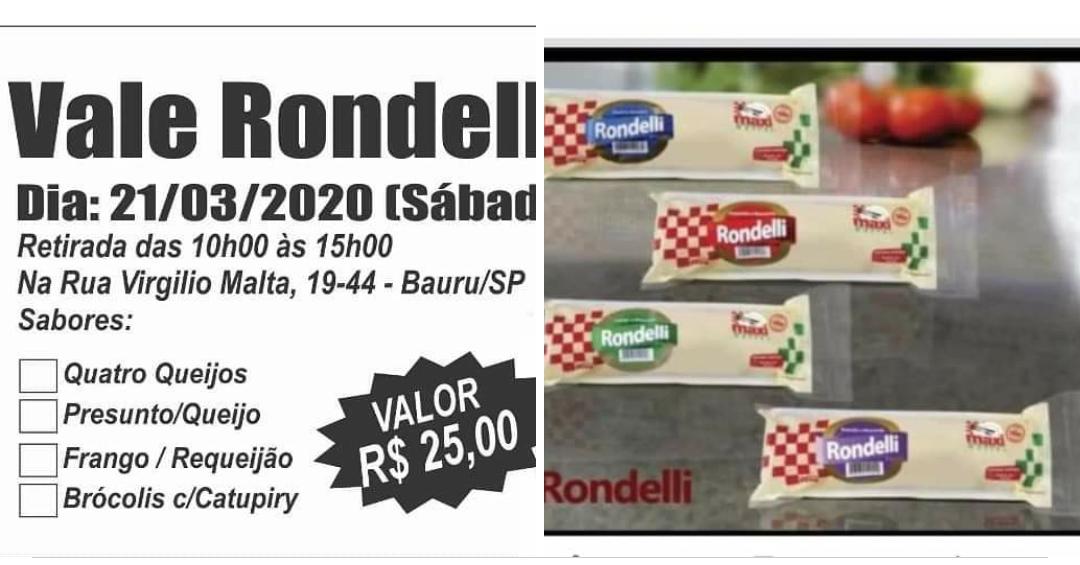 Vale Rondell
Dia: 21/03/2020 (Sábad
Retirada das 10h00 às 15h00
Na Rua Virgilio Malta, 19-44 - Bauru/SP
Sabores:
Quatro Queijos
Presunto/Queijo
Frango / Requeijão
Brócolis c/Catupiry
VALOR
R$ 25,00
Rondelli
maxi
Rondelli
maxi
Rondelli
maxi
Rondelli
maxi
Rondelli